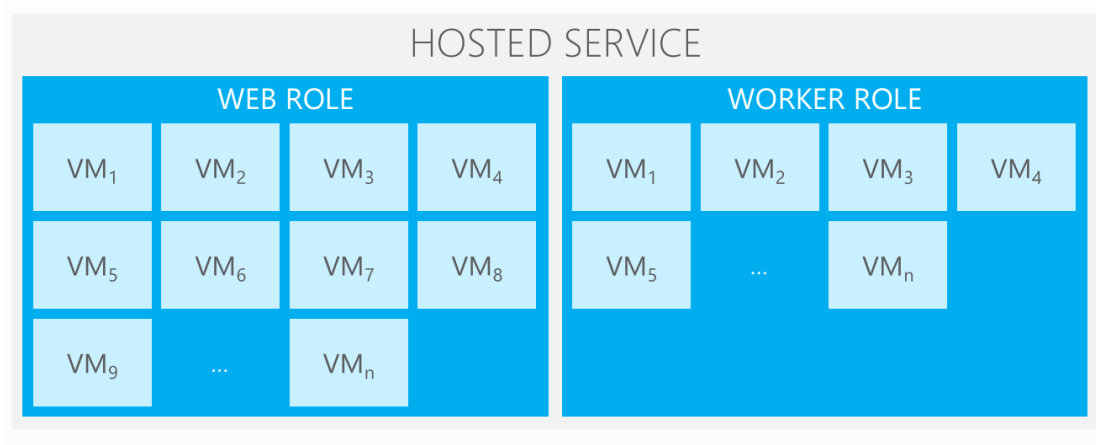 HOSTED SERVICE
WEB ROLE
VM₁ VM₂ VM₃ VM₄
VM₅ VM₆ VM₇ VM₈
VM₉ ... VMₙ
WORKER ROLE
VM₁ VM₂ VM₃ VM₄
VM₅ ... VMₙ